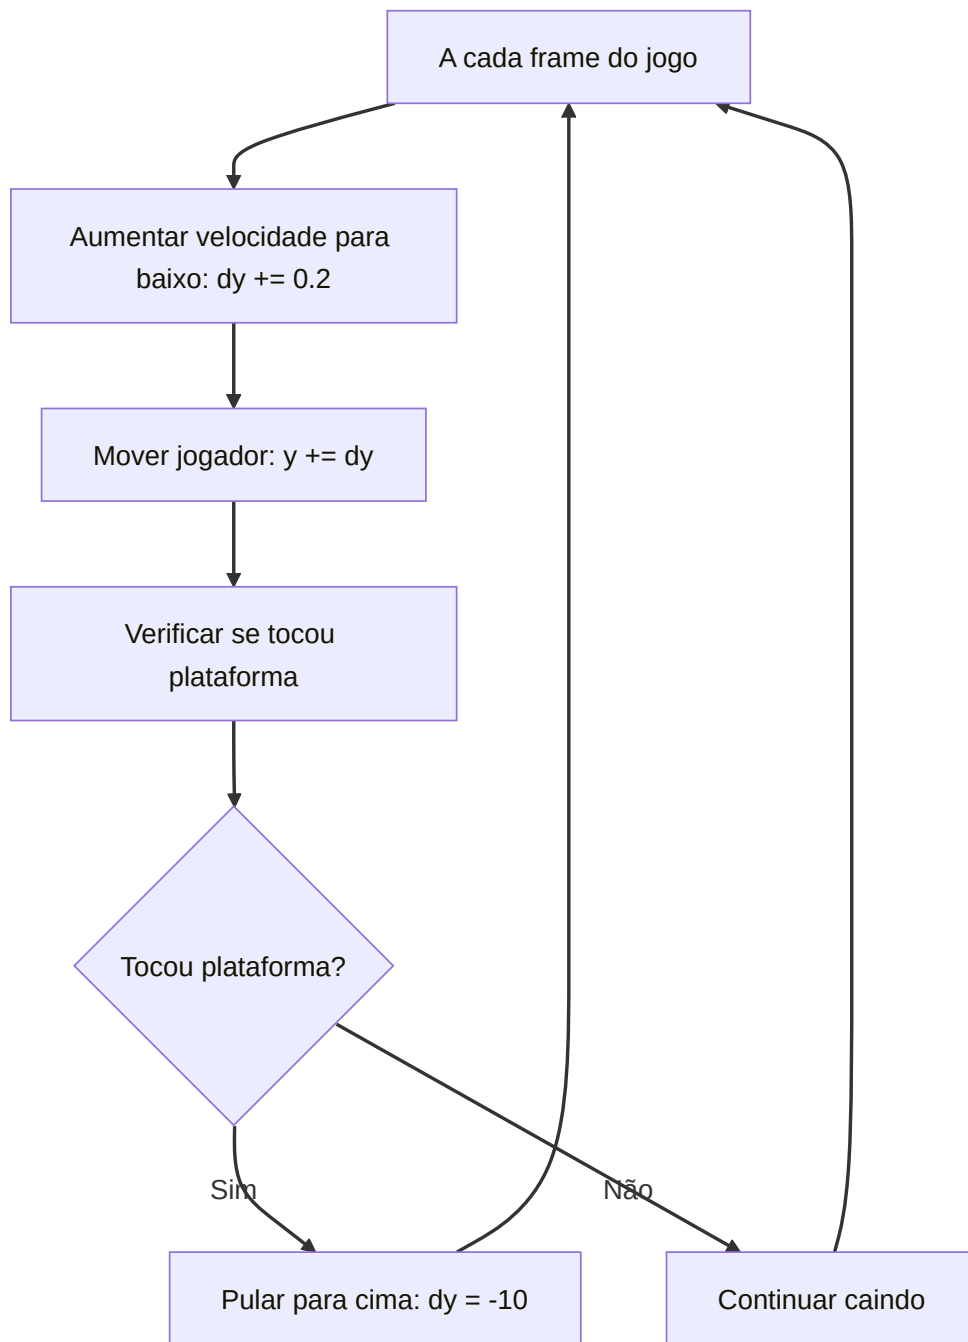 A cada frame do jogo
Aumentar velocidade para
baixo: dy += 0.2
Mover jogador: y += dy
Verificar se tocou
plataforma
Tocou plataforma?
Sim
Não
Pular para cima: dy = -10
Continuar caindo